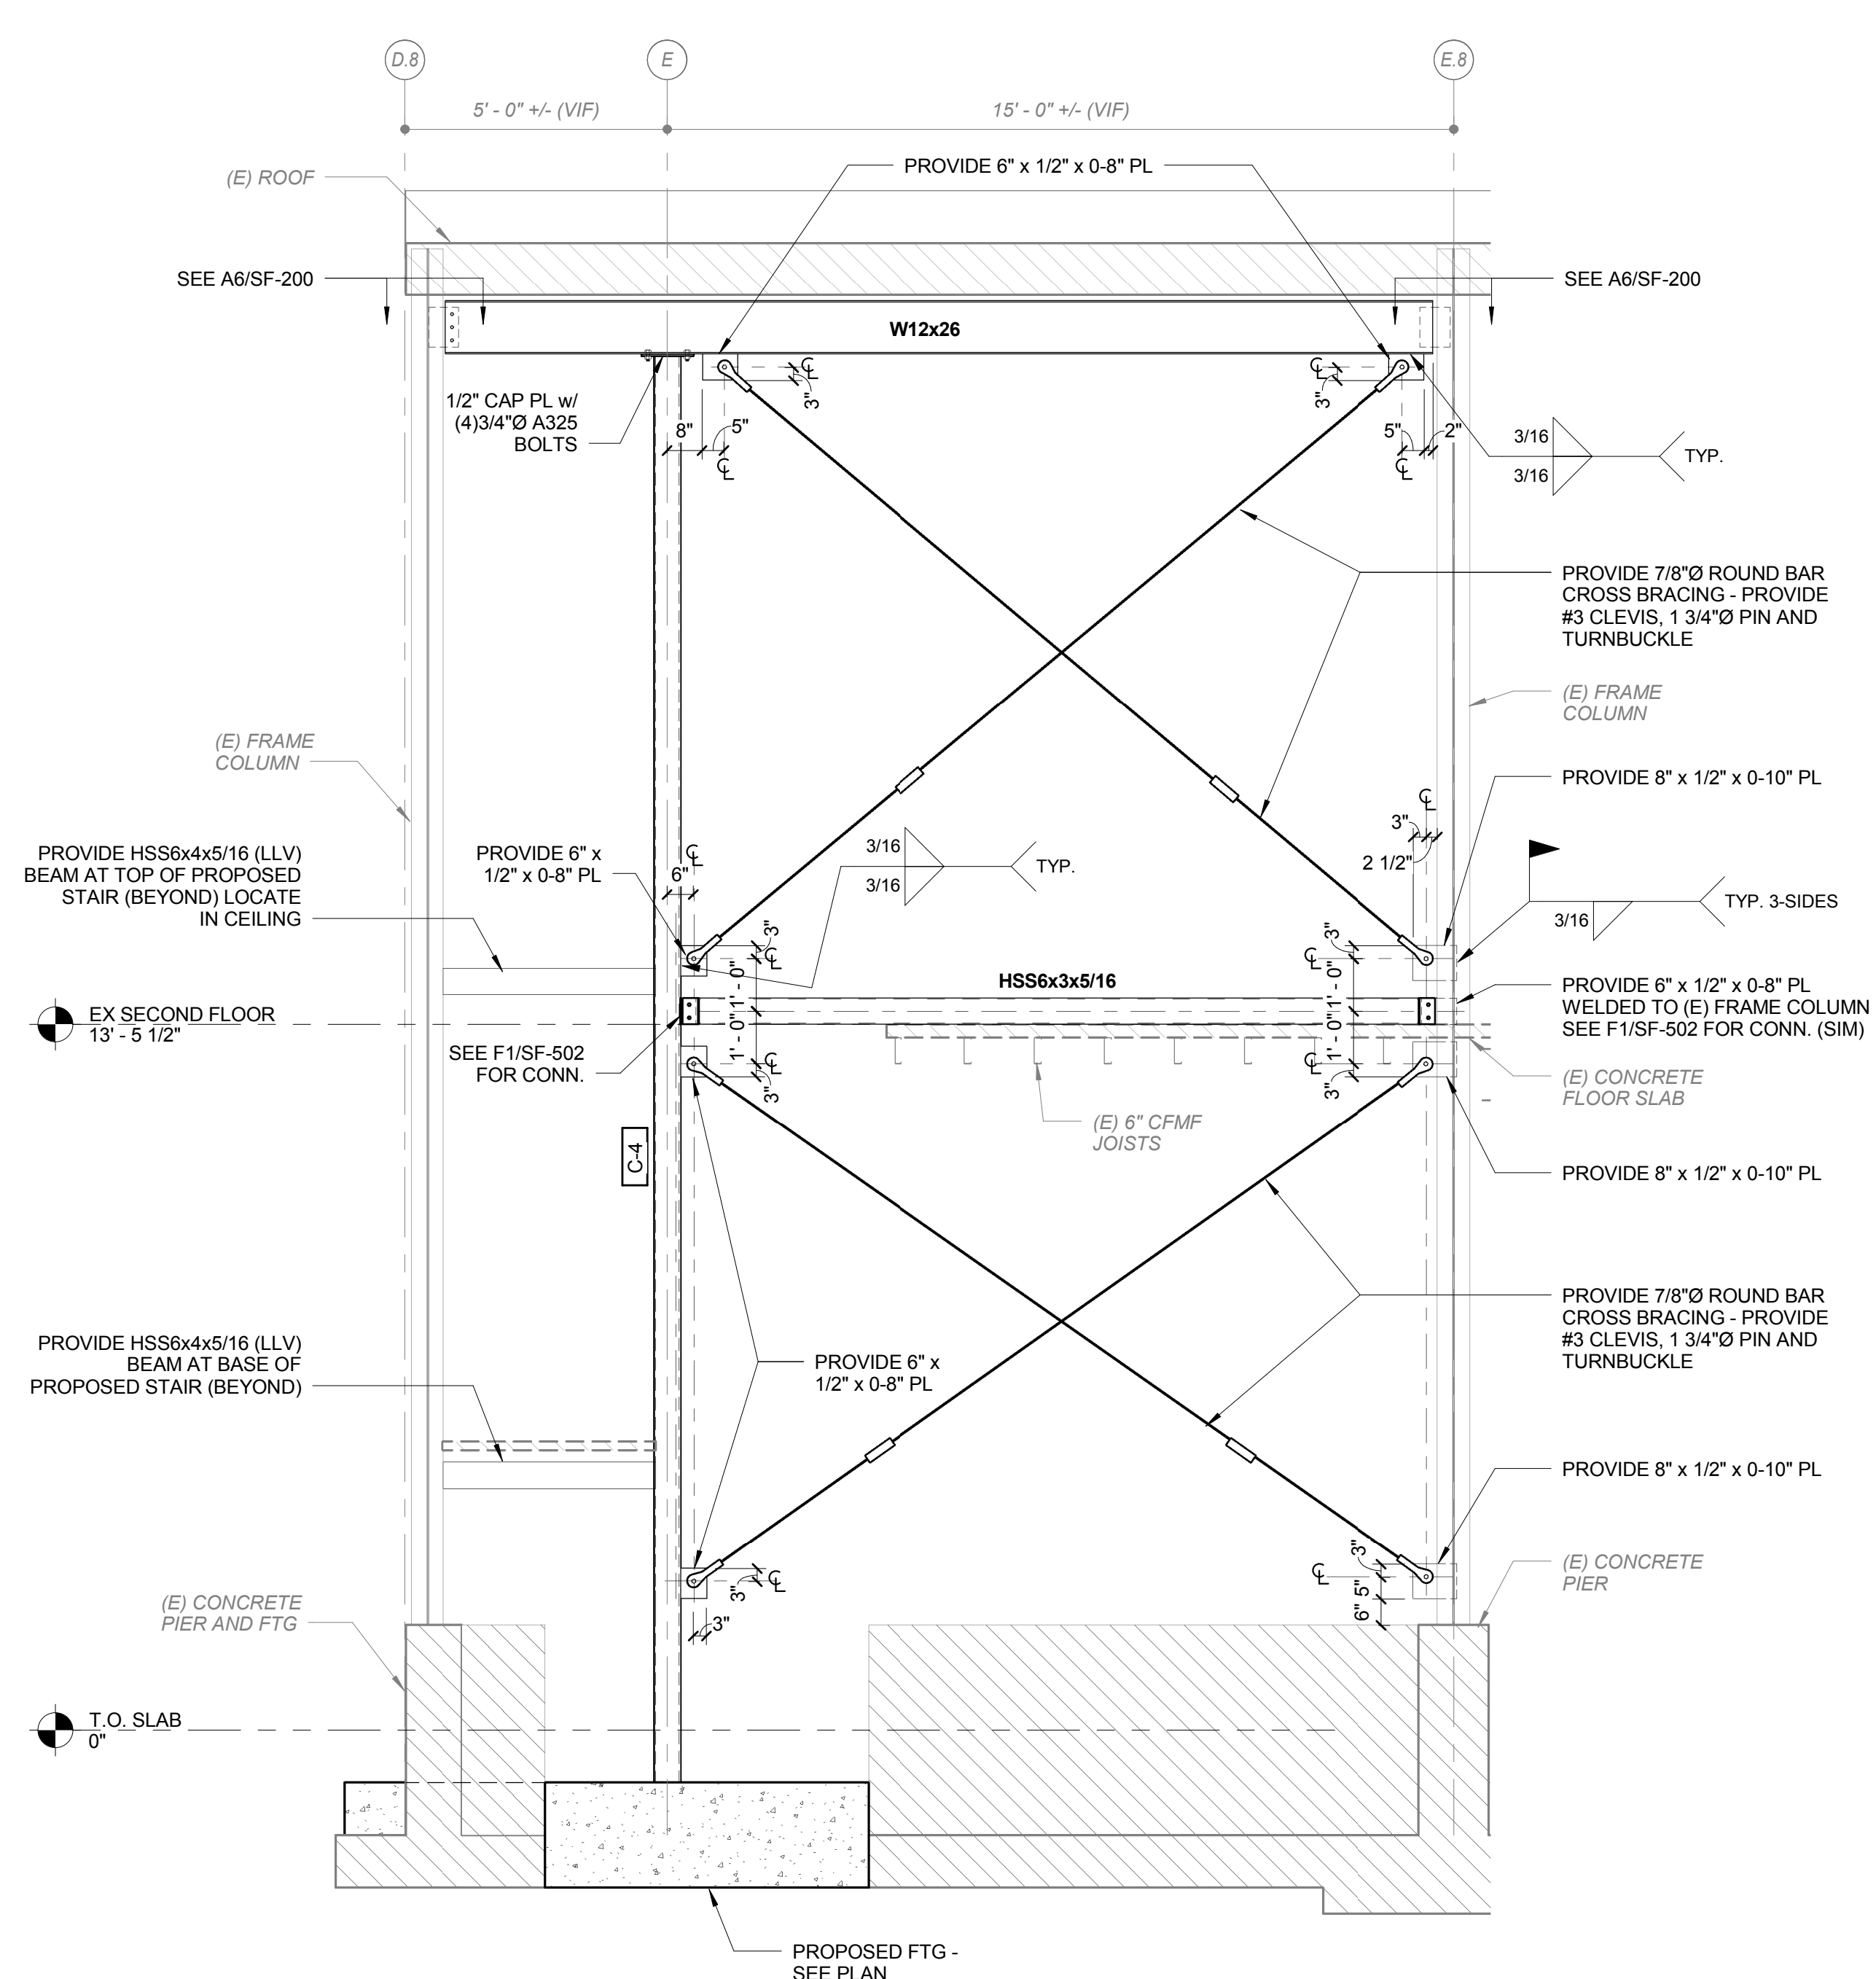 D.8
E
E.8
5' - 0" +/- (VIF)
15' - 0" +/- (VIF)
PROVIDE 6" x 1/2" x 0-8" PL
(E) ROOF
SEE A6/SF-200
SEE A6/SF-200
W12x26
℄
3"
℄
3"
1/2" CAP PL w/
(4)3/4"Ø A325
BOLTS
8"
5"
℄
5"
2"
℄
3/16
3/16
TYP.
PROVIDE 7/8"Ø ROUND BAR
CROSS BRACING - PROVIDE
#3 CLEVIS, 1 3/4"Ø PIN AND
TURNBUCKLE
(E) FRAME
COLUMN
(E) FRAME
COLUMN
PROVIDE 8" x 1/2" x 0-10" PL
℄
3"
2 1/2"
PROVIDE HSS6x4x5/16 (LLV)
BEAM AT TOP OF PROPOSED
STAIR (BEYOND) LOCATE
IN CEILING
PROVIDE 6" x
1/2" x 0-8" PL
℄
6"
3/16
3/16
TYP.
3/16
TYP. 3-SIDES
3"
℄
1' - 0"
1' - 0"
℄
3"
3"
℄
1' - 0"
1' - 0"
℄
3"
HSS6x3x5/16
PROVIDE 6" x 1/2" x 0-8" PL
WELDED TO (E) FRAME COLUMN
SEE F1/SF-502 FOR CONN. (SIM)
EX SECOND FLOOR
13' - 5 1/2"
SEE F1/SF-502
FOR CONN.
(E) CONCRETE
FLOOR SLAB
(E) 6" CFMF
JOISTS
C-4
PROVIDE 8" x 1/2" x 0-10" PL
PROVIDE 7/8"Ø ROUND BAR
CROSS BRACING - PROVIDE
#3 CLEVIS, 1 3/4"Ø PIN AND
TURNBUCKLE
PROVIDE HSS6x4x5/16 (LLV)
BEAM AT BASE OF
PROPOSED STAIR (BEYOND)
PROVIDE 6" x
1/2" x 0-8" PL
PROVIDE 8" x 1/2" x 0-10" PL
3"
℄
3"
℄
3"
5"
6"
(E) CONCRETE
PIER
(E) CONCRETE
PIER AND FTG
T.O. SLAB
0"
PROPOSED FTG -
SEE PLAN